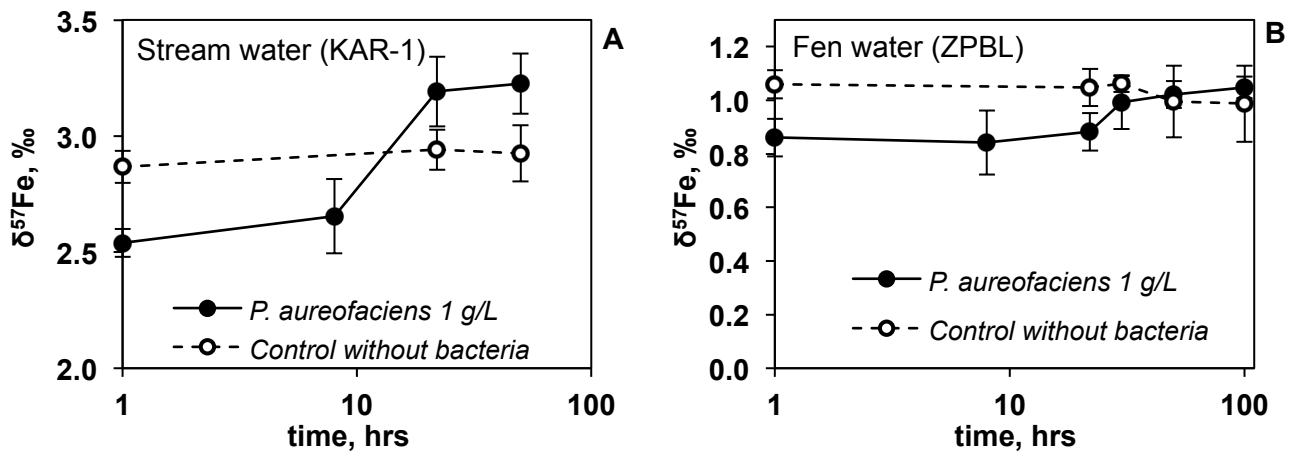 Stream water (KAR-1)
A
δ⁵⁷Fe, ‰
3.5
3.0
2.5
2.0
P. aureofaciens 1 g/L
Control without bacteria
1
10
100
time, hrs
Fen water (ZPBL)
B
δ⁵⁷Fe, ‰
1.2
1.0
0.8
0.6
0.4
0.2
0.0
P. aureofaciens 1 g/L
Control without bacteria
1
10
100
time, hrs